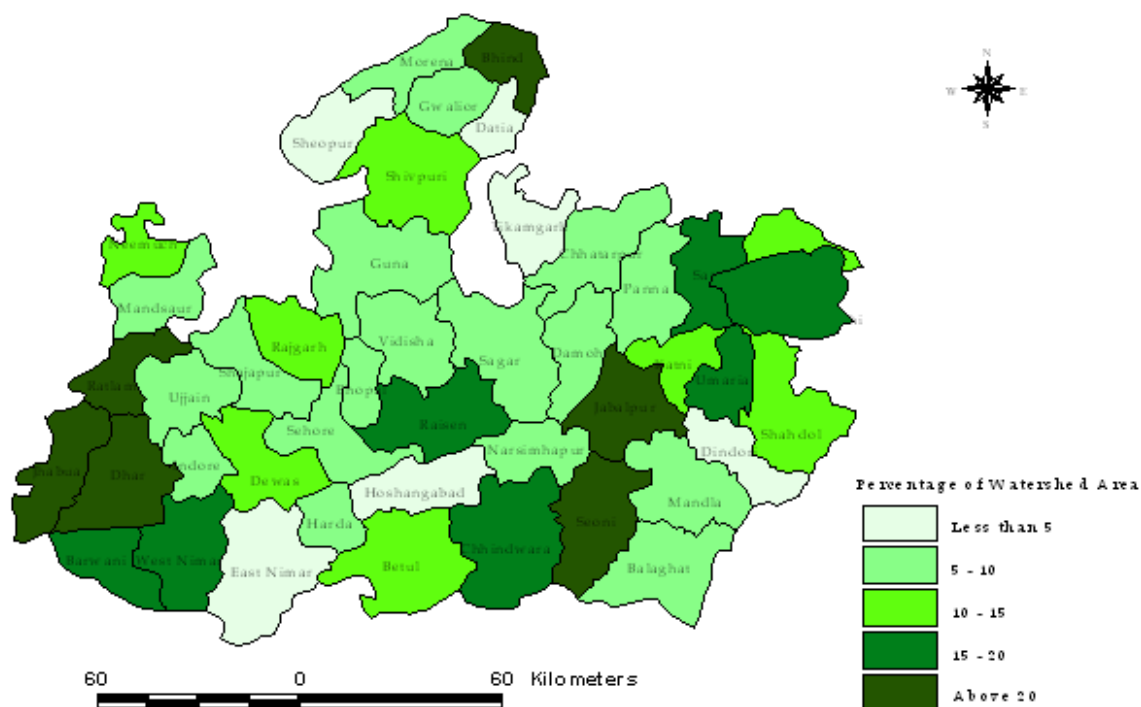 N
W E
S
Morena
Bhind
Gwalior
Datia
Sheopur
Shivpuri
Neemuch
Guna
Chhatarpur
Panna
Mandsaur
Rajgarh
Vidisha
Sagar
Damoh
Katni
Umaria
Ratlam
Shajapur
Ujjain
Jabalpur
Raisen
Shahdol
Sehore
Narsimhapur
Jhabua
Dhar
Indore
Dewas
Hoshangabad
Mandla
Harda
Seoni
Barwani
West Nima
East Nimar
Betul
Chhindwara
Balaghat
Percentage of Watershed Area
Less than 5
5 - 10
10 - 15
15 - 20
Above 20
60 0 60 Kilometers